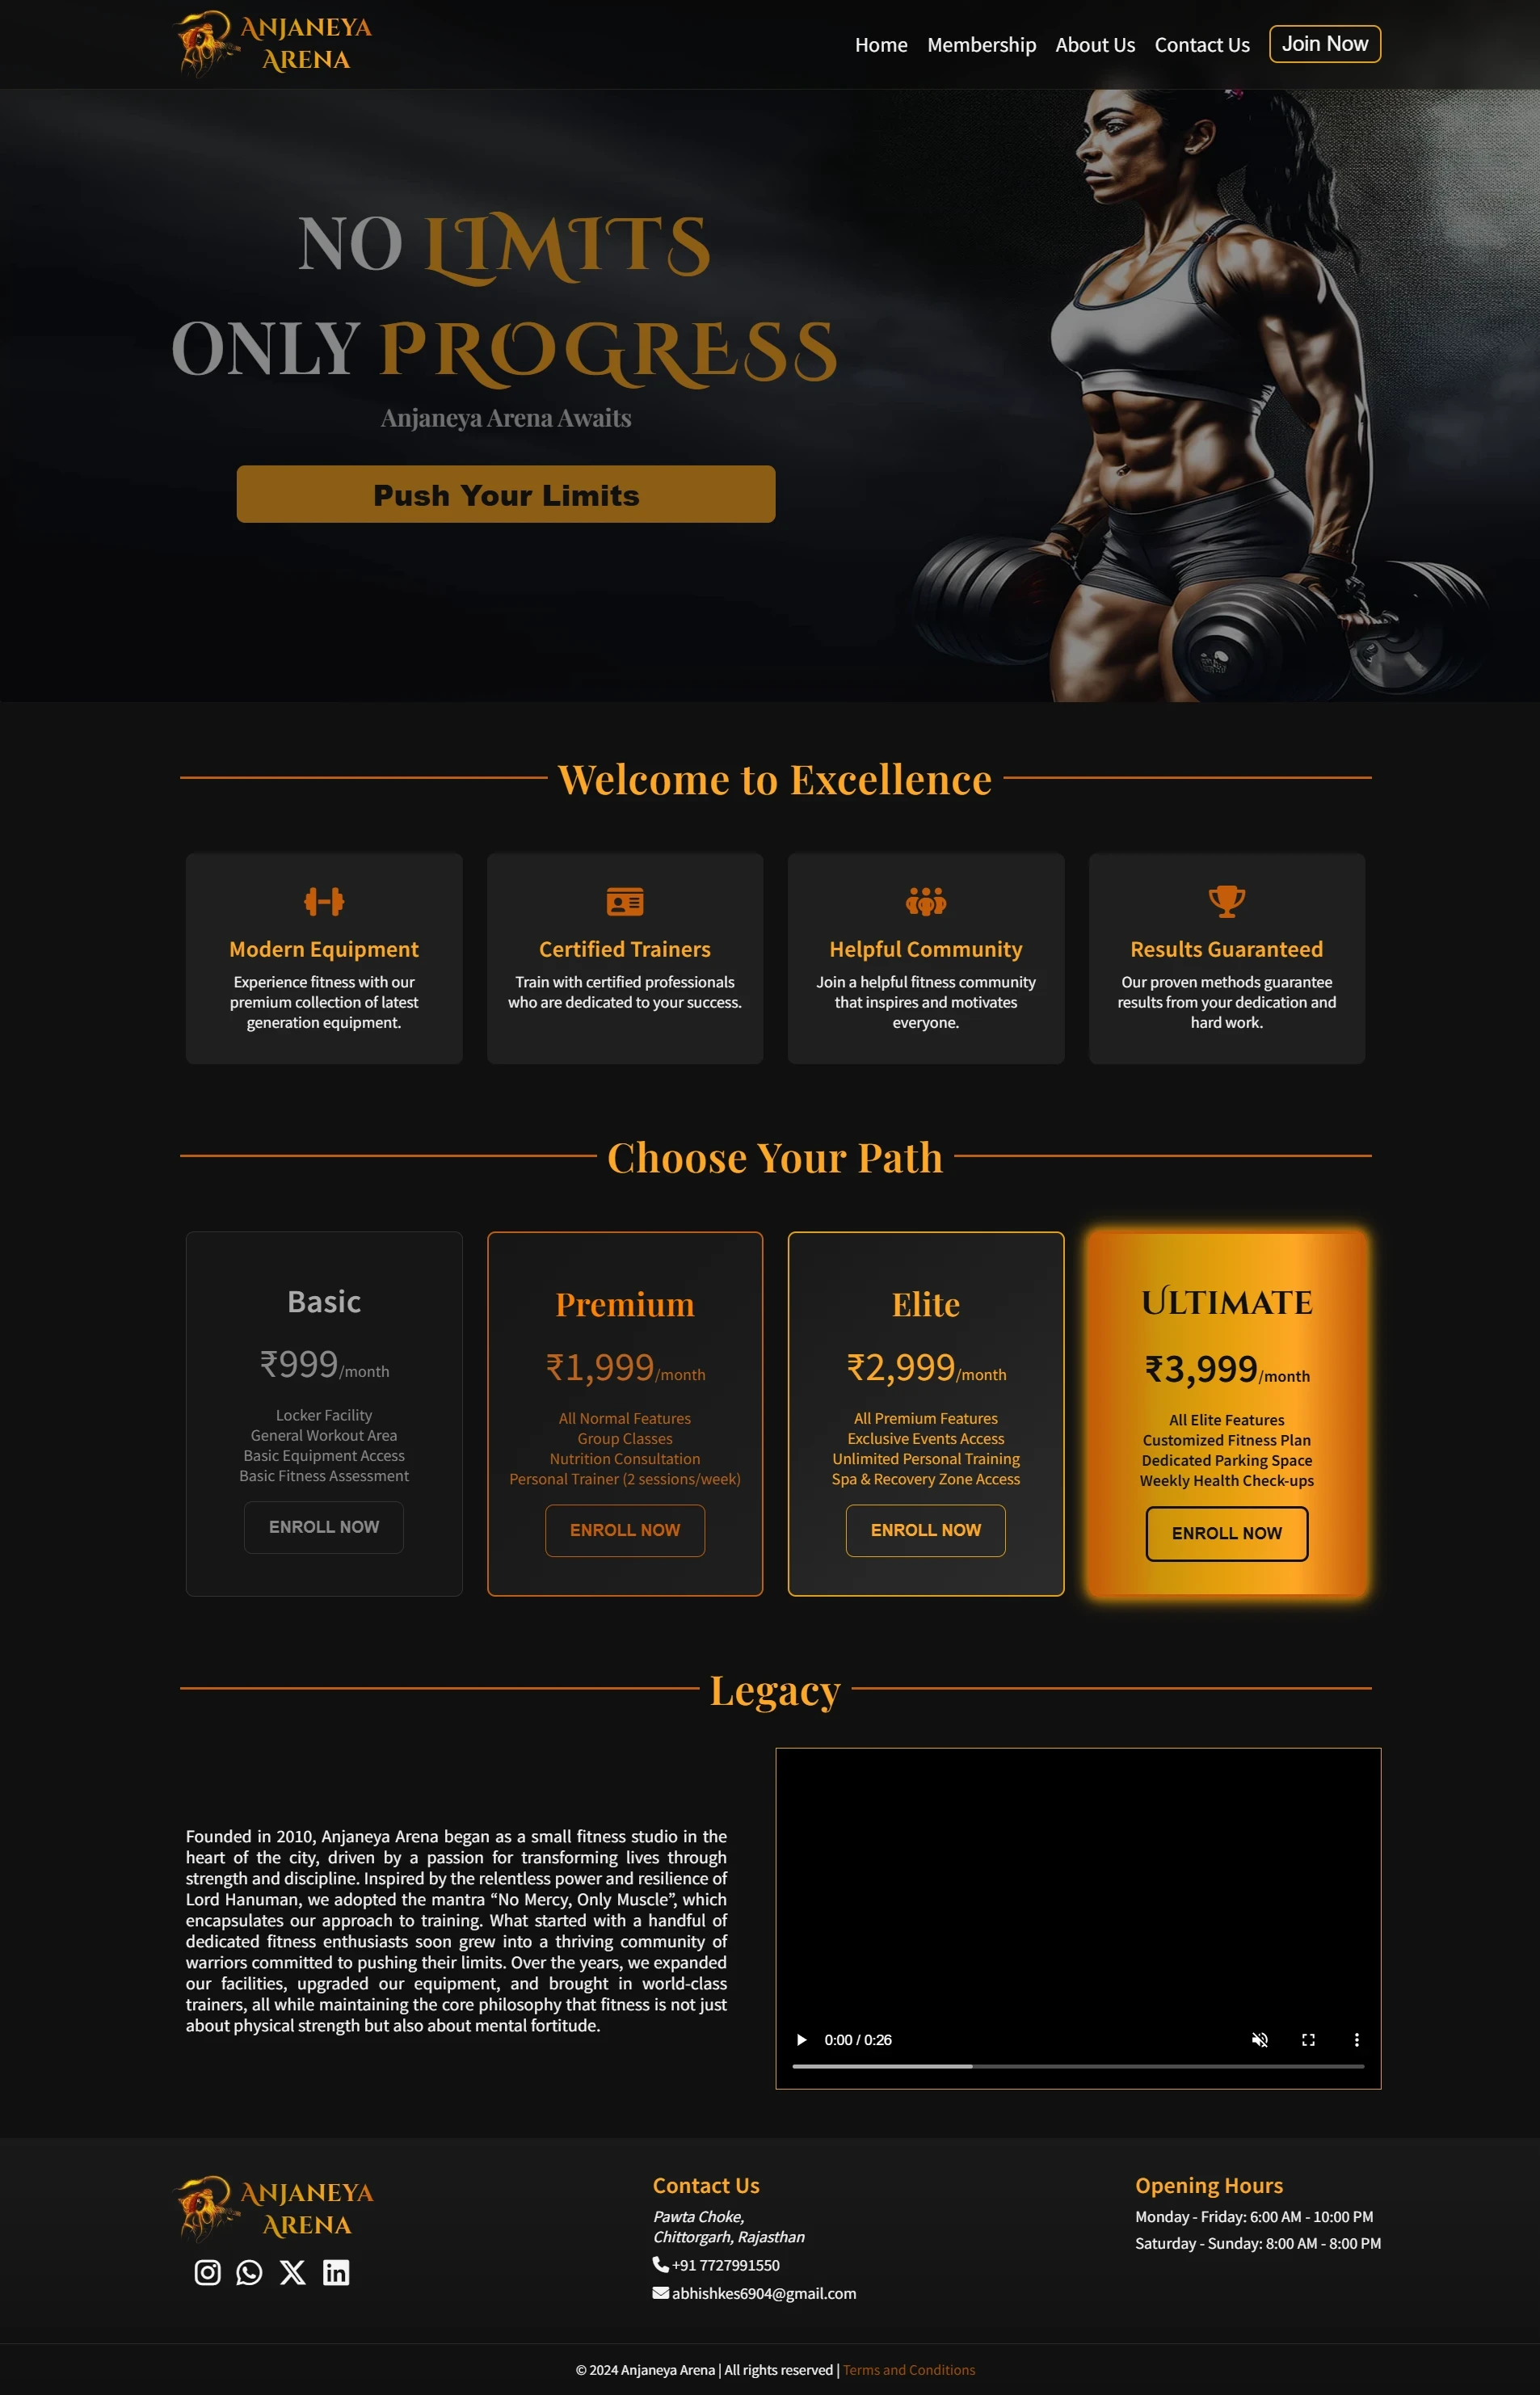 ANJANEYA
ARENA
Home Membership About Us Contact Us Join Now
NO LIMITS
ONLY PROGRESS
Anjaneya Arena Awaits
Push Your Limits
Welcome to Excellence
Modern Equipment
Experience fitness with our
premium collection of latest
generation equipment.
Certified Trainers
Train with certified professionals
who are dedicated to your success.
Helpful Community
Join a helpful fitness community
that inspires and motivates
everyone.
Results Guaranteed
Our proven methods guarantee
results from your dedication and
hard work.
Choose Your Path
Basic
₹999/month
Locker Facility
General Workout Area
Basic Equipment Access
Basic Fitness Assessment
ENROLL NOW
Premium
₹1,999/month
All Normal Features
Group Classes
Nutrition Consultation
Personal Trainer (2 sessions/week)
ENROLL NOW
Elite
₹2,999/month
All Premium Features
Exclusive Events Access
Unlimited Personal Training
Spa & Recovery Zone Access
ENROLL NOW
ULTIMATE
₹3,999/month
All Elite Features
Customized Fitness Plan
Dedicated Parking Space
Weekly Health Check-ups
ENROLL NOW
Legacy
Founded in 2010, Anjaneya Arena began as a small fitness studio in the
heart of the city, driven by a passion for transforming lives through
strength and discipline. Inspired by the relentless power and resilience of
Lord Hanuman, we adopted the mantra “No Mercy, Only Muscle”, which
encapsulates our approach to training. What started with a handful of
dedicated fitness enthusiasts soon grew into a thriving community of
warriors committed to pushing their limits. Over the years, we expanded
our facilities, upgraded our equipment, and brought in world-class
trainers, all while maintaining the core philosophy that fitness is not just
about physical strength but also about mental fortitude.
0:00 / 0:26
ANJANEYA
ARENA
Contact Us
Pawta Choke,
Chittorgarh, Rajasthan
+91 7727991550
abhishkes6904@gmail.com
Opening Hours
Monday - Friday: 6:00 AM - 10:00 PM
Saturday - Sunday: 8:00 AM - 8:00 PM
© 2024 Anjaneya Arena | All rights reserved | Terms and Conditions